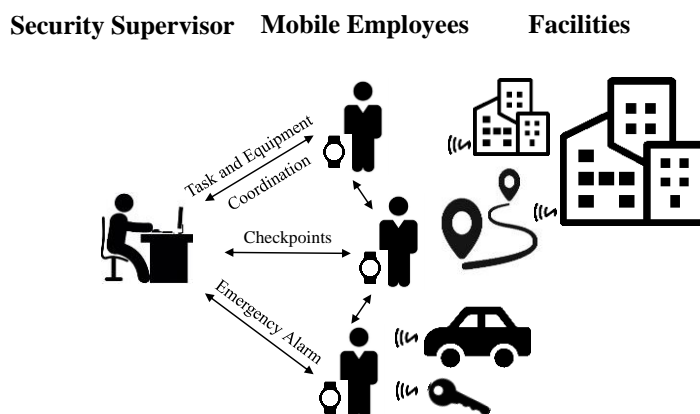 Security Supervisor
Mobile Employees
Facilities
Task and Equipment
Coordination
Checkpoints
Emergency Alarm